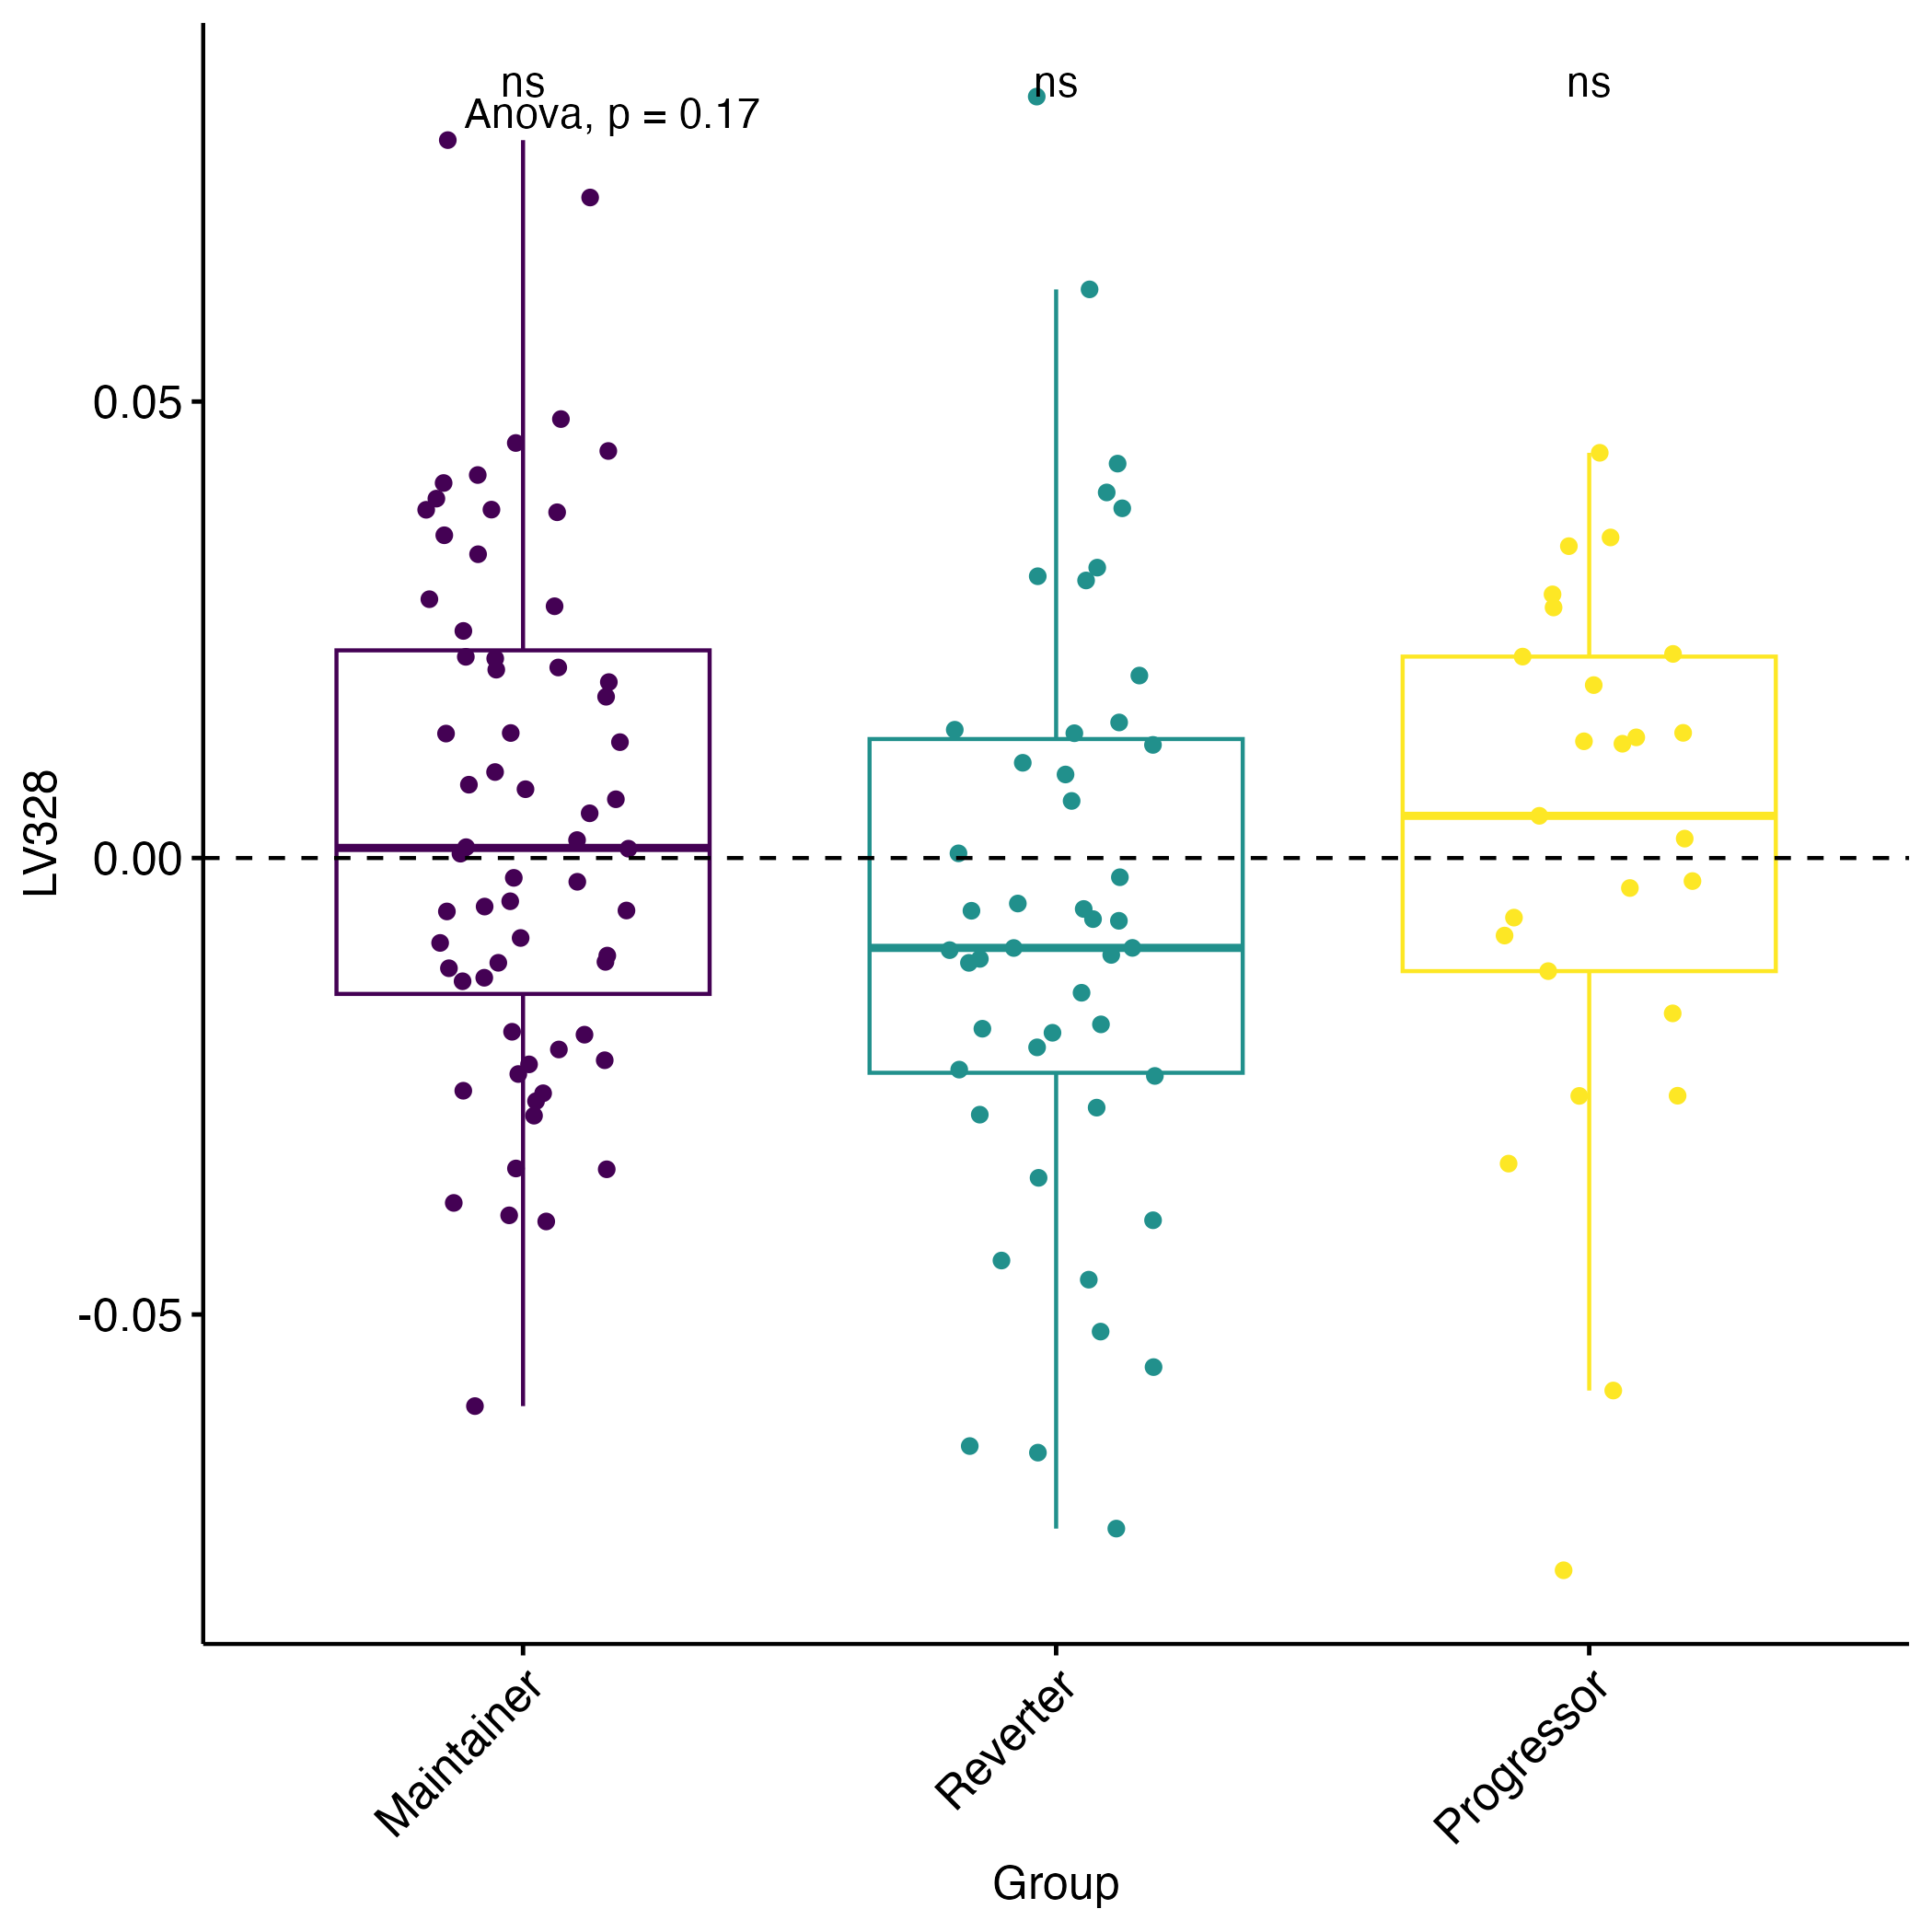 ns
ns
ns
Anova, p = 0.17
0.05
0.00
-0.05
LV328
Maintainer
Reverter
Progressor
Group